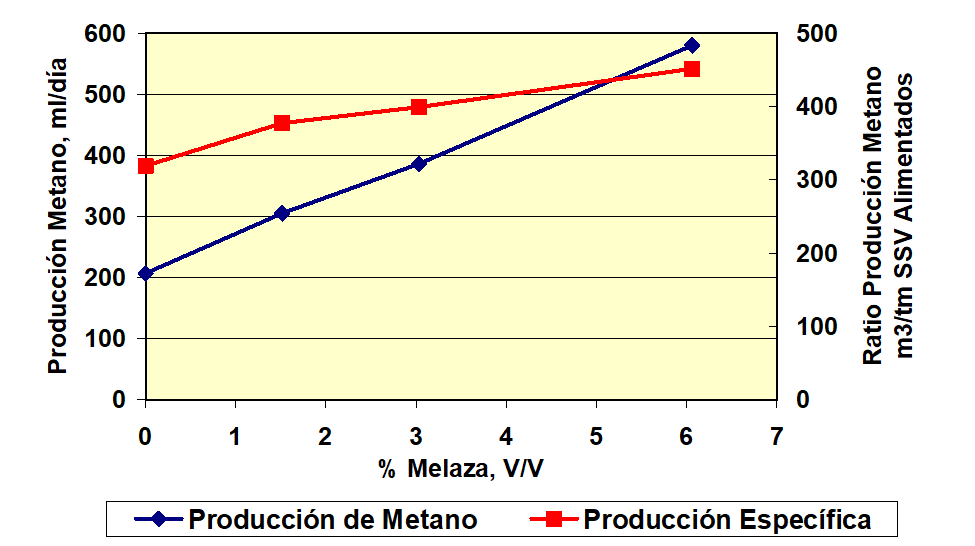 Producción Metano, ml/día
600
500
400
300
200
100
0
500
400
300
200
100
0
Ratio Producción Metano
m3/tm SSV Alimentados
0 1 2 3 4 5 6 7
% Melaza, V/V
Producción de Metano
Producción Específica